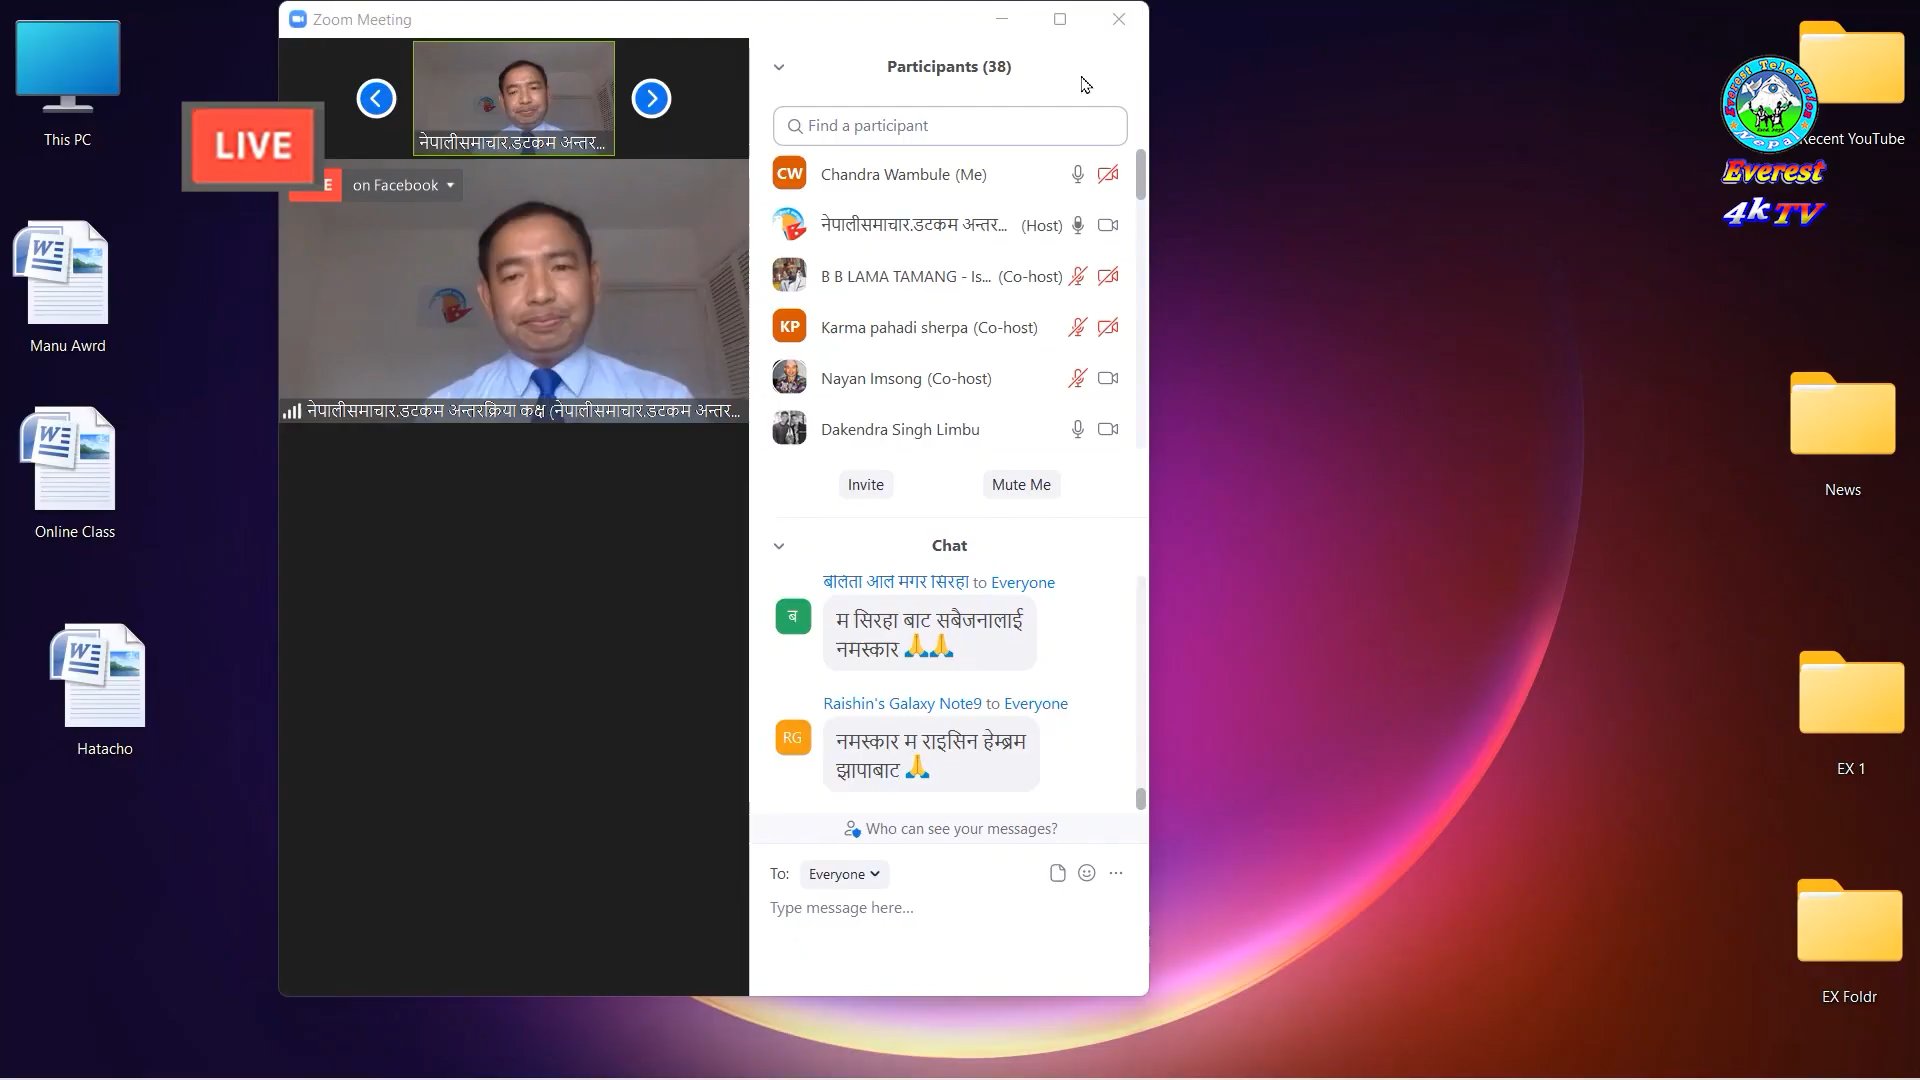 Zoom Meeting
This PC
LIVE
नेपालीसमाचार.डटकम अन्तर...
E on Facebook
नेपालीसमाचार.डटकम अन्तरक्रिया कक्ष (नेपालीसमाचार.डटकम अन्तर...
Manu Awrd
Online Class
Hatacho
Participants (38)
Find a participant
CW Chandra Wambule (Me)
नेपालीसमाचार.डटकम अन्तर... (Host)
B B LAMA TAMANG - Is... (Co-host)
KP Karma pahadi sherpa (Co-host)
Nayan Imsong (Co-host)
Dakendra Singh Limbu
Invite Mute Me
Chat
बलिता आले मगर सिरहा to Everyone
ब
म सिरहा बाट सबैजनालाई
नमस्कार 🙏🙏
Raishin's Galaxy Note9 to Everyone
RG
नमस्कार म राइसिन हेम्ब्रम
झापाबाट 🙏
Who can see your messages?
To: Everyone
Type message here...
Everest Television
Nepal
Everest
4k TV
Recent YouTube
News
EX 1
EX Foldr